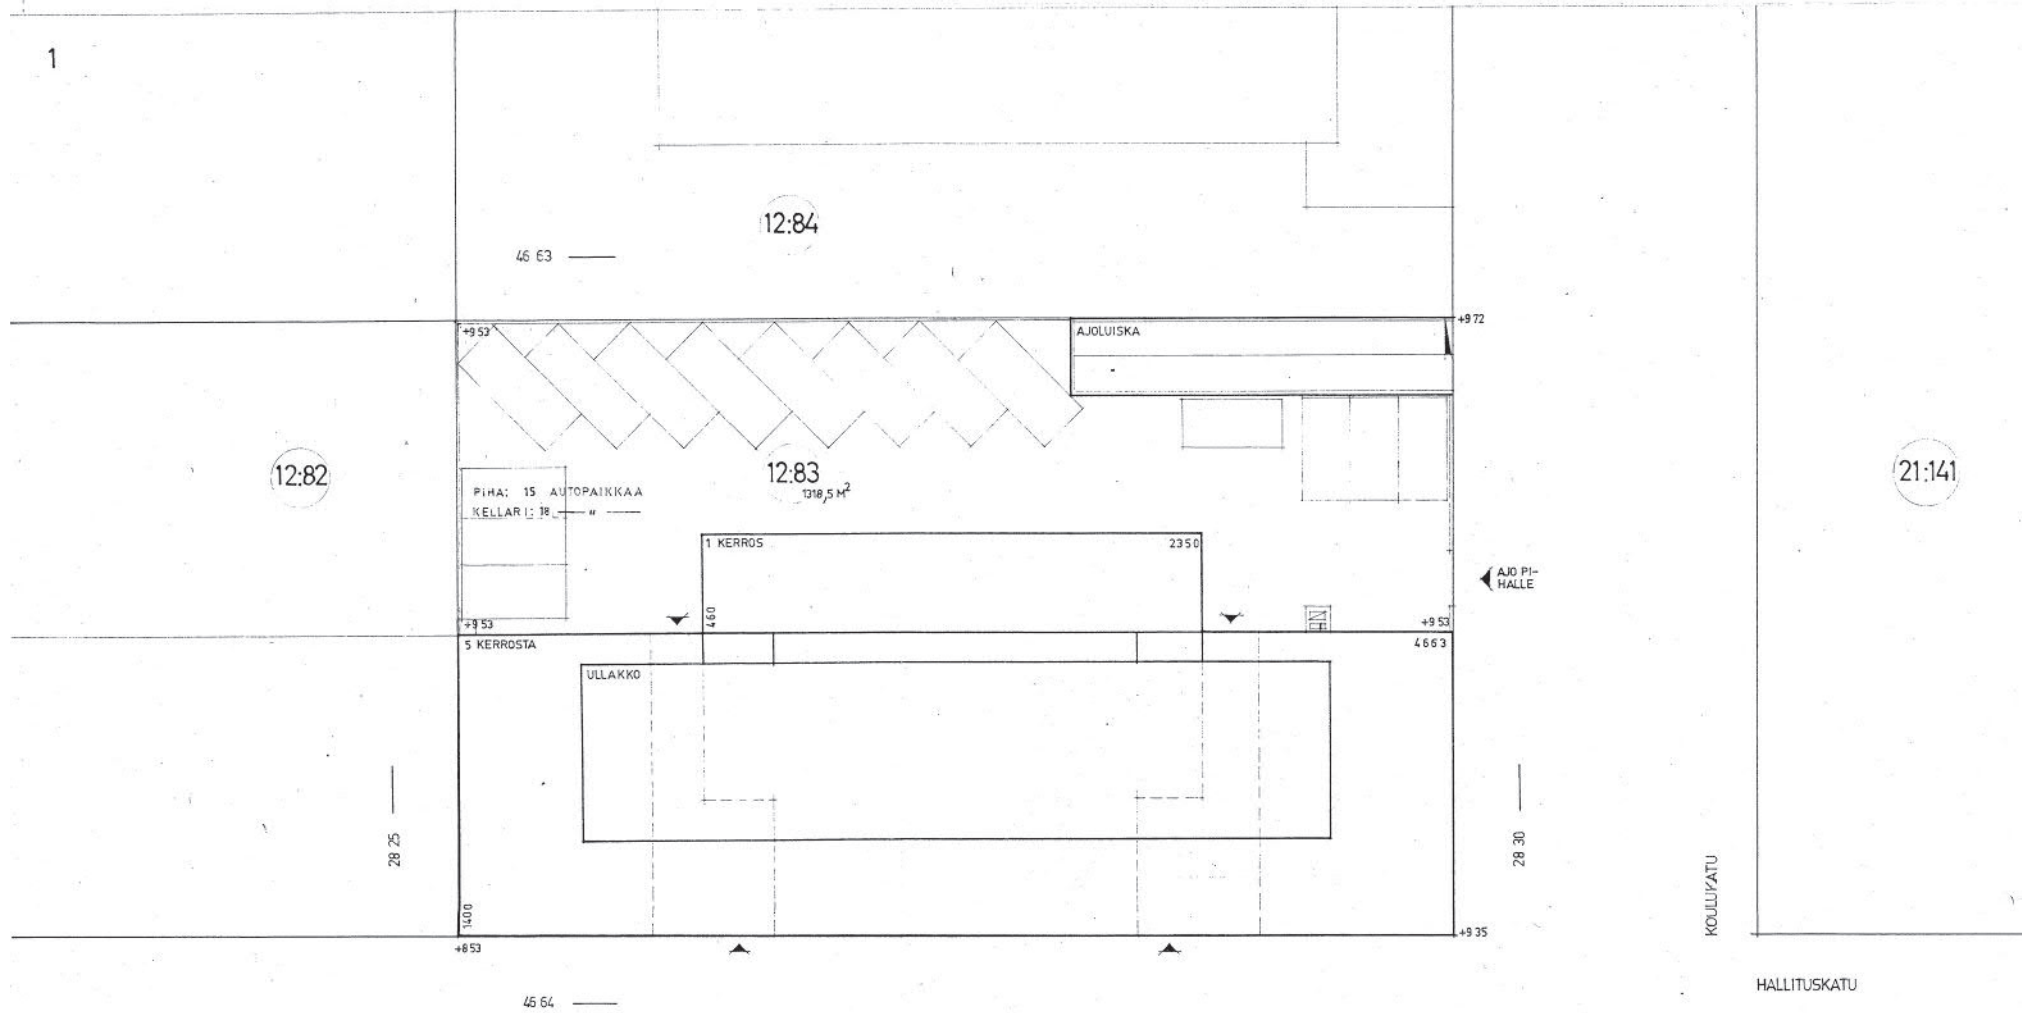 1
12:84
46 63
+9 53
AJOLUISKA
+9 72
12:82
12:83
1318,5 M²
21:141
PIHA: 15 AUTOPAIKKAA
KELLARI: 18 — " —
1 KERROS
2350
AJO PI-
HALLE
460
+9 53
+9 53
5 KERROSTA
4663
ULLAKKO
28 25
28 30
KOULUKATU
1400
+8 53
+9 35
HALLITUSKATU
46 64